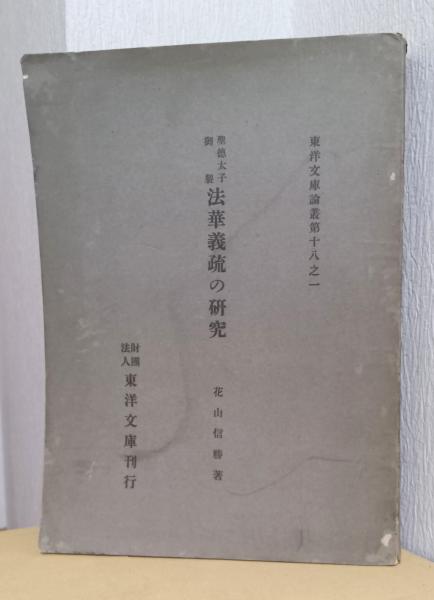 東洋文庫論叢第十八之一
聖德太子御製 法華義疏の研究
花山信勝著
財團法人 東洋文庫刊行